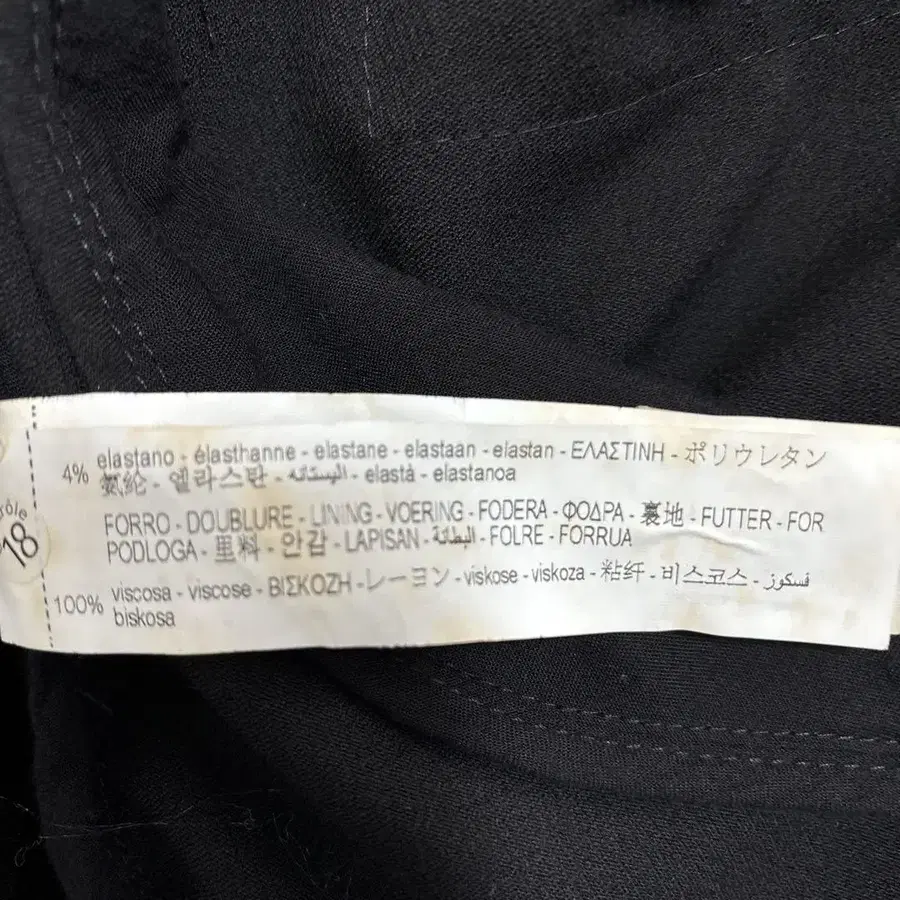 4% elastano - élasthanne - elastane - elastaan - elastan - ΕΛΑΣΤΙΝΗ - ポリウレタン
氨纶 - 엘라스탄 - اليستانه - elastà - elastanoa
FORRO - DOUBLURE - LINING - VOERING - FODERA - ΦΟΔΡΑ - 裏地 - FUTTER - FOR
PODLOGA - 里料 - 안감 - LAPISAN - البطانة - FOLRE - FORRUA
100% viscosa - viscose - ΒΙΣΚΟΖΗ - レーヨン - viskose - viskoza - 粘纤 - 비스코스 - فسكوز
biskosa
18